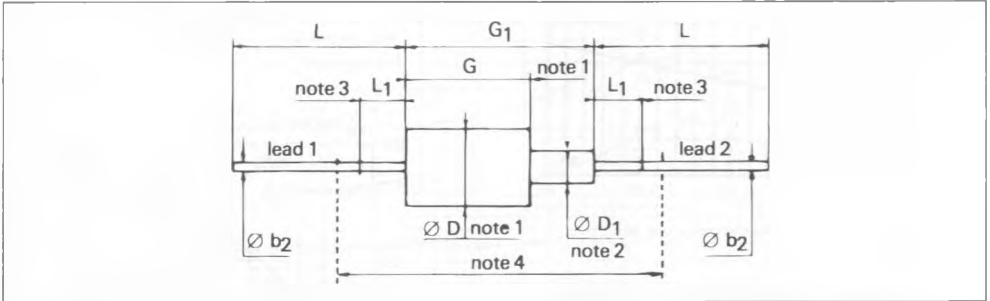 L G₁ L
G note 1
note 3 L₁ L₁ note 3
lead 1 lead 2
Ø b₂ Ø D note 1 Ø D₁ Ø b₂
note 2
note 4